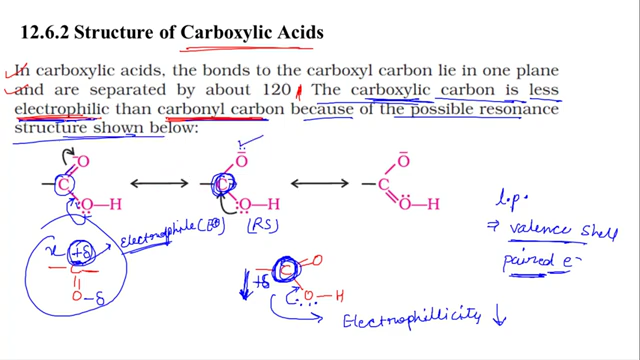 12.6.2 Structure of Carboxylic Acids
In carboxylic acids, the bonds to the carboxyl carbon lie in one plane
and are separated by about 120. The carboxylic carbon is less
electrophilic than carbonyl carbon because of the possible resonance
structure shown below:
O O O
C C C
O—H O—H O—H
Electrophile (E⊕) (RS)
l.p.
⇒ valence shell
paired e-
+δ
C
O-δ
C O
+δ
O—H
Electrophillicity ↓